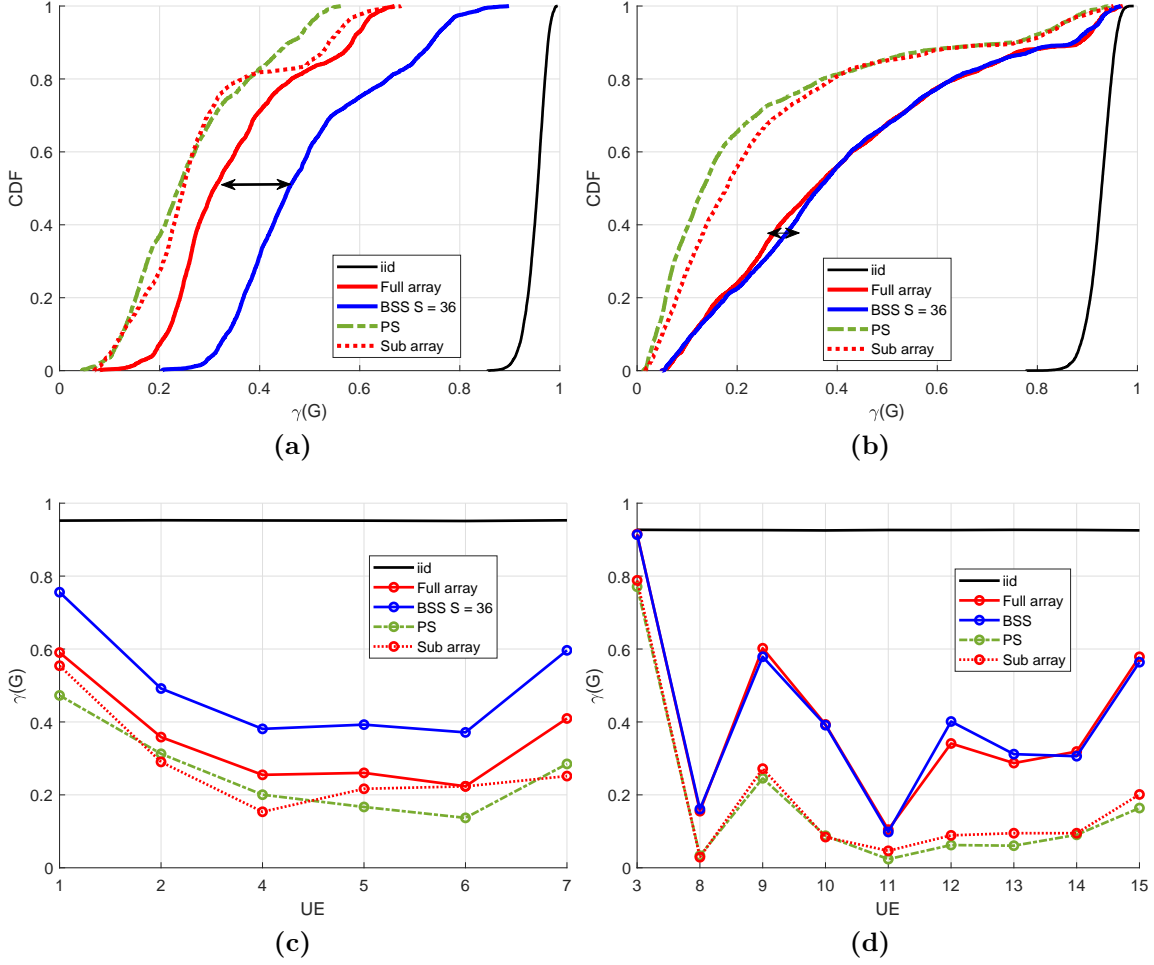 1
0.8
0.6
0.4
0.2
0
CDF
iid
Full array
BSS S = 36
PS
Sub array
0 0.2 0.4 0.6 0.8 1
γ(G)
(a)
1
0.8
0.6
0.4
0.2
0
CDF
iid
Full array
BSS S = 36
PS
Sub array
0 0.2 0.4 0.6 0.8 1
γ(G)
(b)
1
0.8
0.6
0.4
0.2
0
γ(G)
iid
Full array
BSS S = 36
PS
Sub array
1 2 4 5 6 7
UE
(c)
1
0.8
0.6
0.4
0.2
0
γ(G)
iid
Full array
BSS
PS
Sub array
3 8 9 10 11 12 13 14 15
UE
(d)